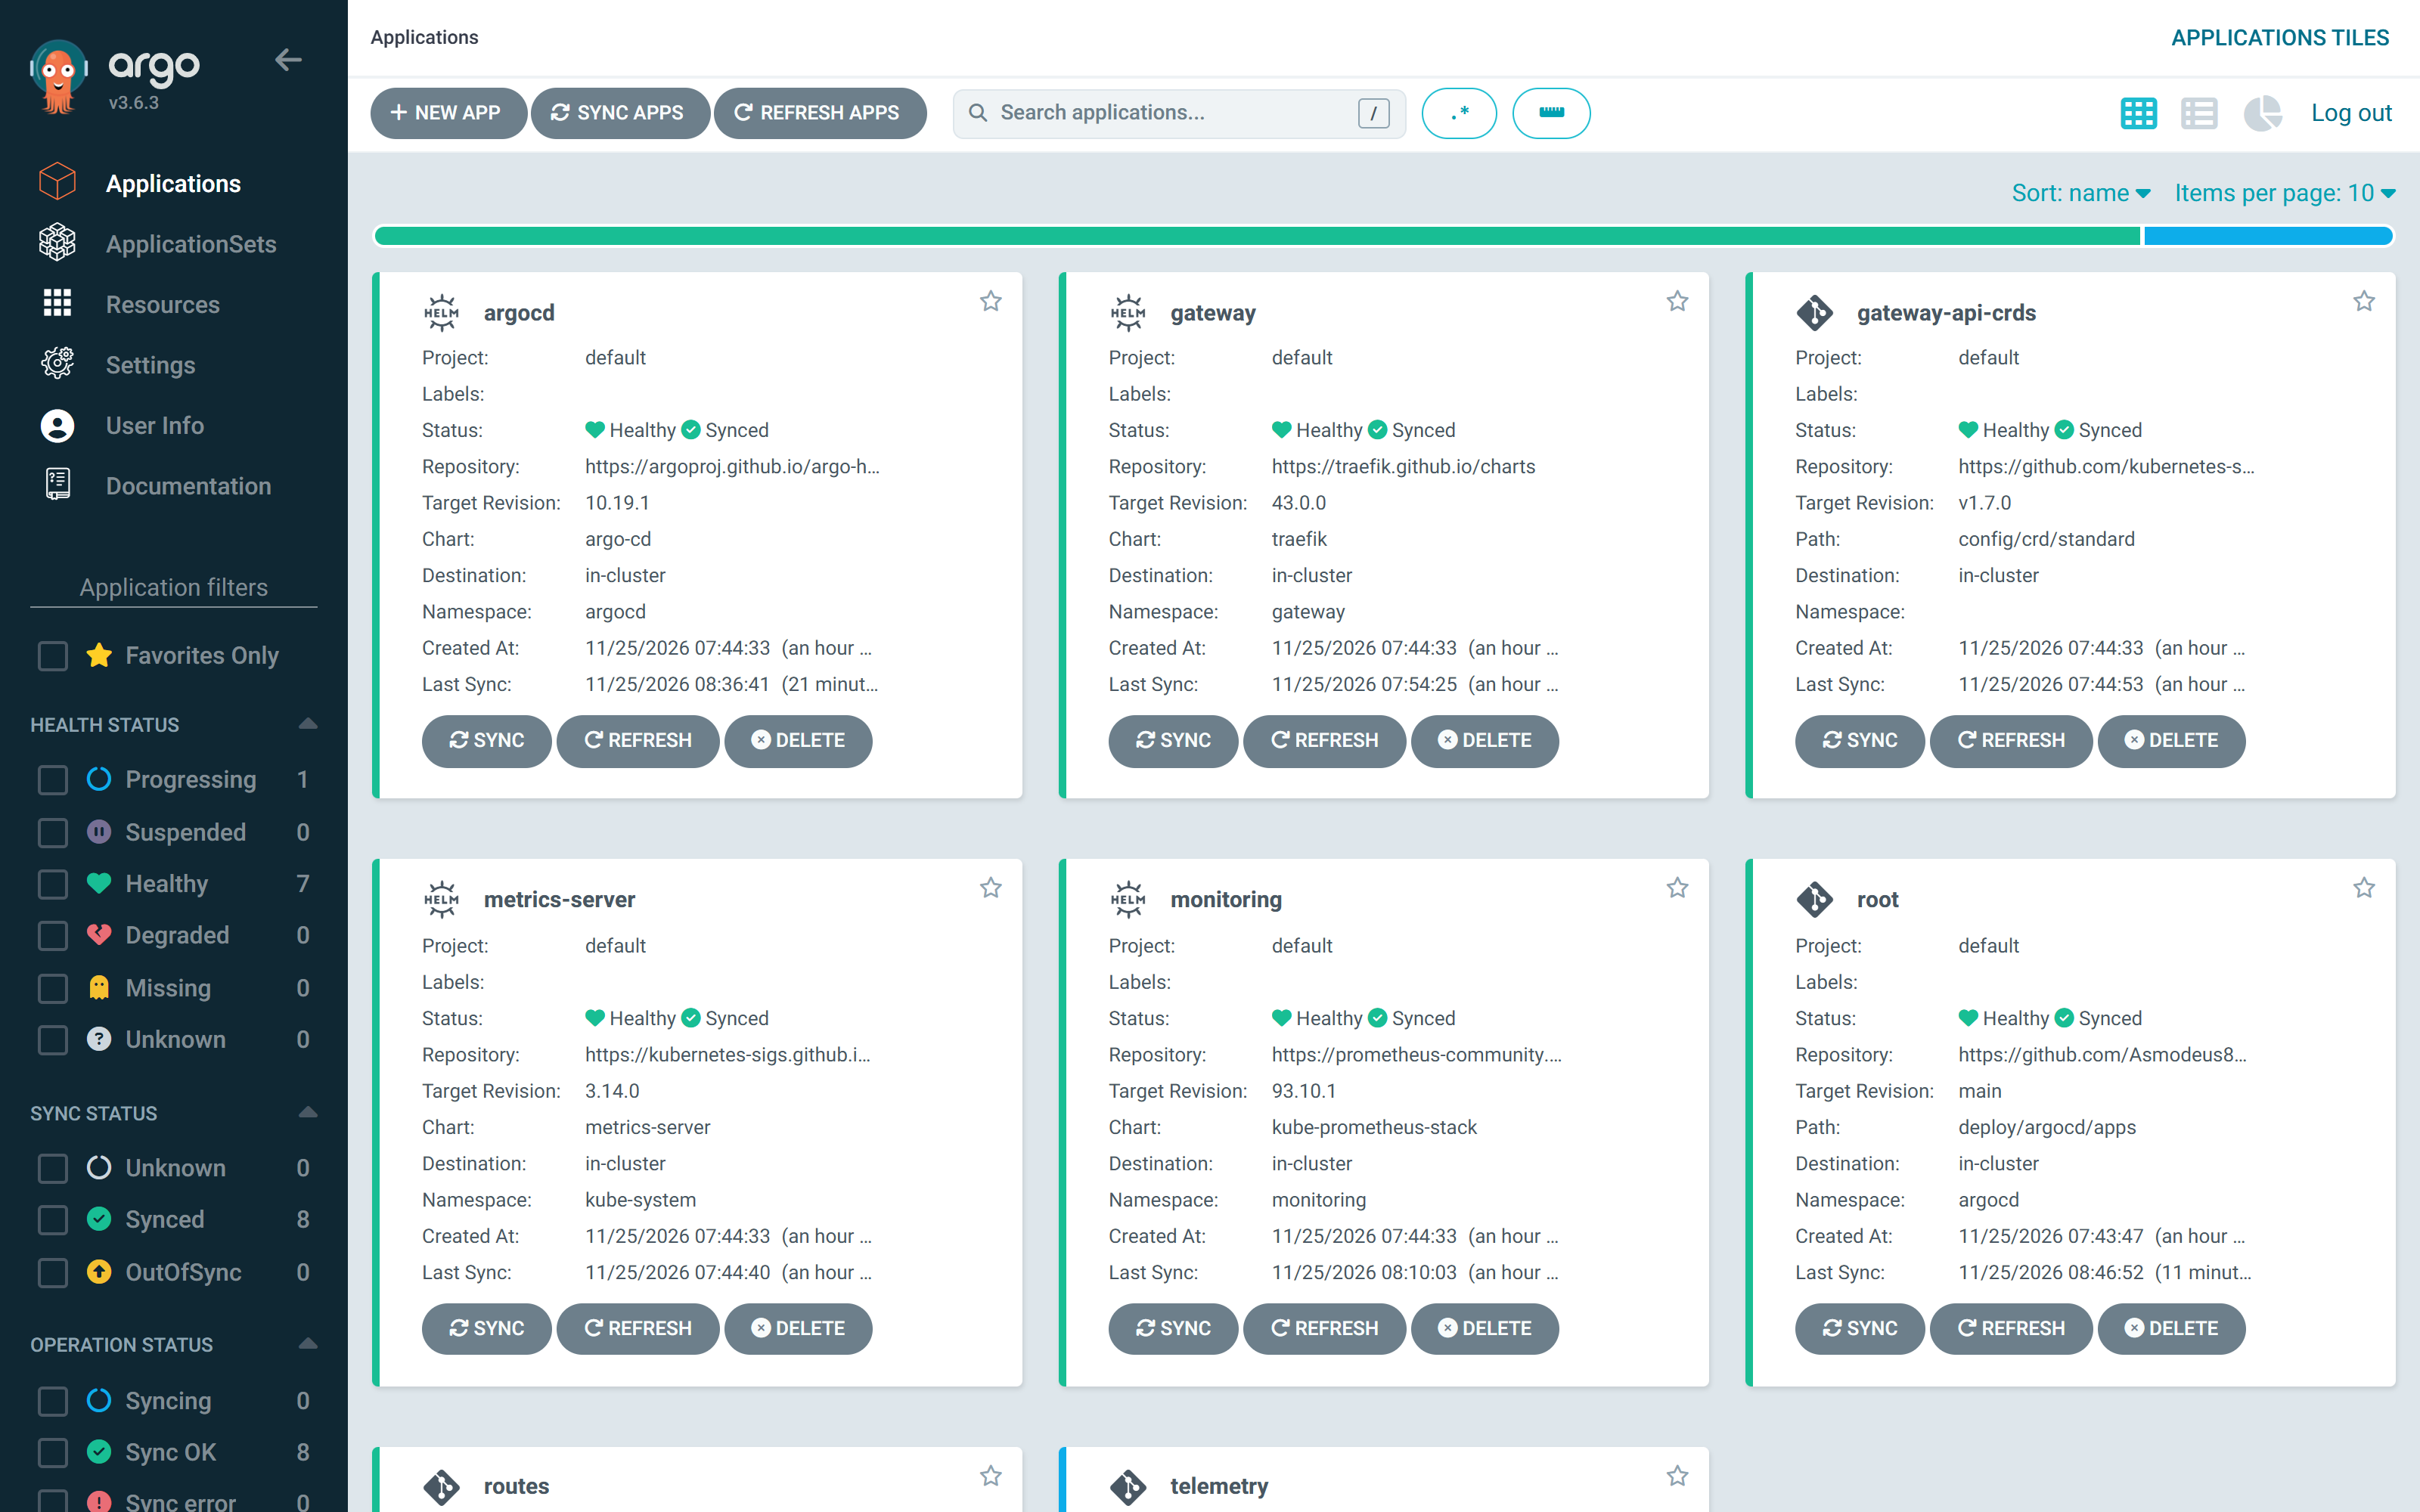 argo
v3.6.3
Applications
ApplicationSets
Resources
Settings
User Info
Documentation
Application filters
Favorites Only
HEALTH STATUS
Progressing 1
Suspended 0
Healthy 7
Degraded 0
Missing 0
Unknown 0
SYNC STATUS
Unknown 0
Synced 8
OutOfSync 0
OPERATION STATUS
Syncing 0
Sync OK 8
Sync error 0
Applications
APPLICATIONS TILES
NEW APP
SYNC APPS
REFRESH APPS
Search applications...
/
.*
Log out
Sort: name
Items per page: 10
HELM
argocd
Project: default
Labels:
Status: Healthy Synced
Repository: https://argoproj.github.io/argo-h...
Target Revision: 10.19.1
Chart: argo-cd
Destination: in-cluster
Namespace: argocd
Created At: 11/25/2026 07:44:33 (an hour ...
Last Sync: 11/25/2026 08:36:41 (21 minut...
SYNC REFRESH DELETE
HELM
gateway
Project: default
Labels:
Status: Healthy Synced
Repository: https://traefik.github.io/charts
Target Revision: 43.0.0
Chart: traefik
Destination: in-cluster
Namespace: gateway
Created At: 11/25/2026 07:44:33 (an hour ...
Last Sync: 11/25/2026 07:54:25 (an hour ...
SYNC REFRESH DELETE
gateway-api-crds
Project: default
Labels:
Status: Healthy Synced
Repository: https://github.com/kubernetes-s...
Target Revision: v1.7.0
Path: config/crd/standard
Destination: in-cluster
Namespace:
Created At: 11/25/2026 07:44:33 (an hour ...
Last Sync: 11/25/2026 07:44:53 (an hour ...
SYNC REFRESH DELETE
HELM
metrics-server
Project: default
Labels:
Status: Healthy Synced
Repository: https://kubernetes-sigs.github.i...
Target Revision: 3.14.0
Chart: metrics-server
Destination: in-cluster
Namespace: kube-system
Created At: 11/25/2026 07:44:33 (an hour ...
Last Sync: 11/25/2026 07:44:40 (an hour ...
SYNC REFRESH DELETE
HELM
monitoring
Project: default
Labels:
Status: Healthy Synced
Repository: https://prometheus-community....
Target Revision: 93.10.1
Chart: kube-prometheus-stack
Destination: in-cluster
Namespace: monitoring
Created At: 11/25/2026 07:44:33 (an hour ...
Last Sync: 11/25/2026 08:10:03 (an hour ...
SYNC REFRESH DELETE
root
Project: default
Labels:
Status: Healthy Synced
Repository: https://github.com/Asmodeus8...
Target Revision: main
Path: deploy/argocd/apps
Destination: in-cluster
Namespace: argocd
Created At: 11/25/2026 07:43:47 (an hour ...
Last Sync: 11/25/2026 08:46:52 (11 minut...
SYNC REFRESH DELETE
routes
telemetry